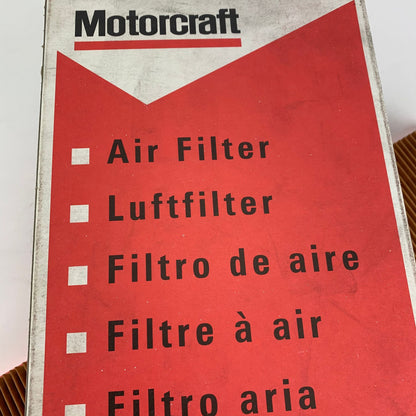 Motorcraft
Air Filter
Luftfilter
Filtro de aire
Filtre à air
Filtro aria